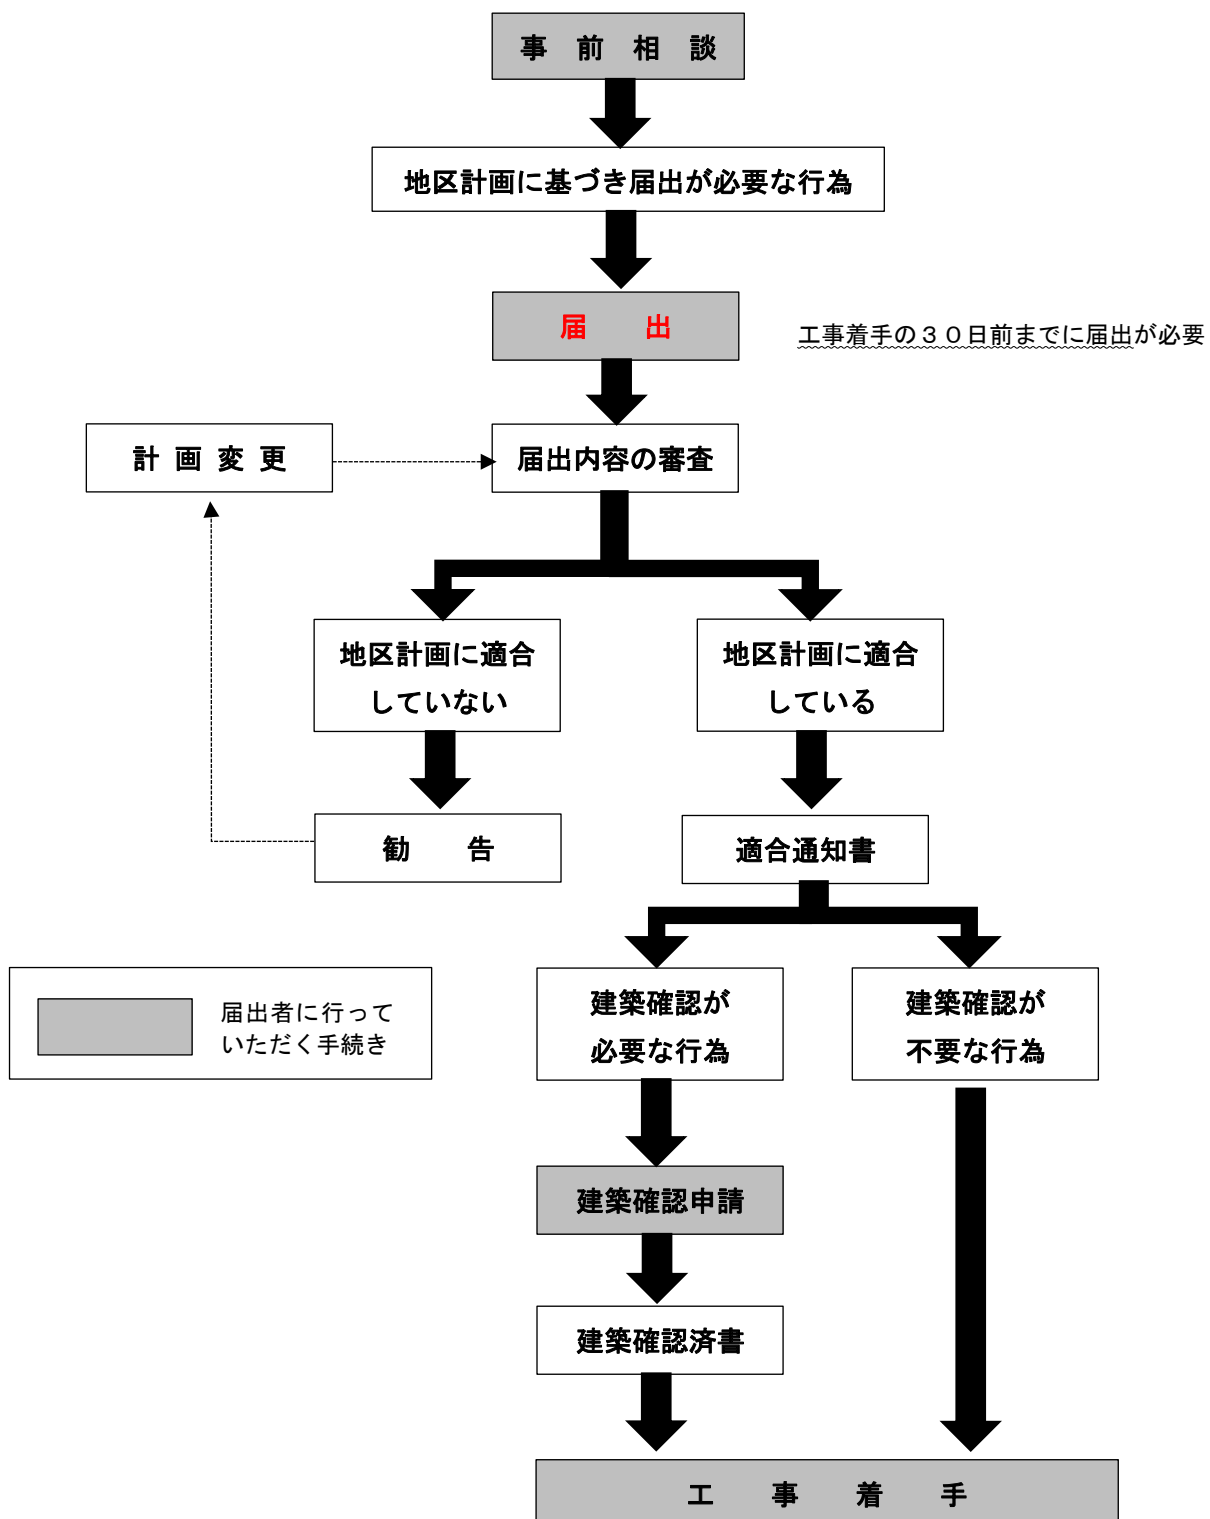 事 前 相 談
地区計画に基づき届出が必要な行為
届 出
工事着手の３０日前までに届出が必要
計 画 変 更
届出内容の審査
地区計画に適合
していない
地区計画に適合
している
勧 告
適合通知書
届出者に行って
いただく手続き
建築確認が
必要な行為
建築確認が
不要な行為
建築確認申請
建築確認済書
工 事 着 手